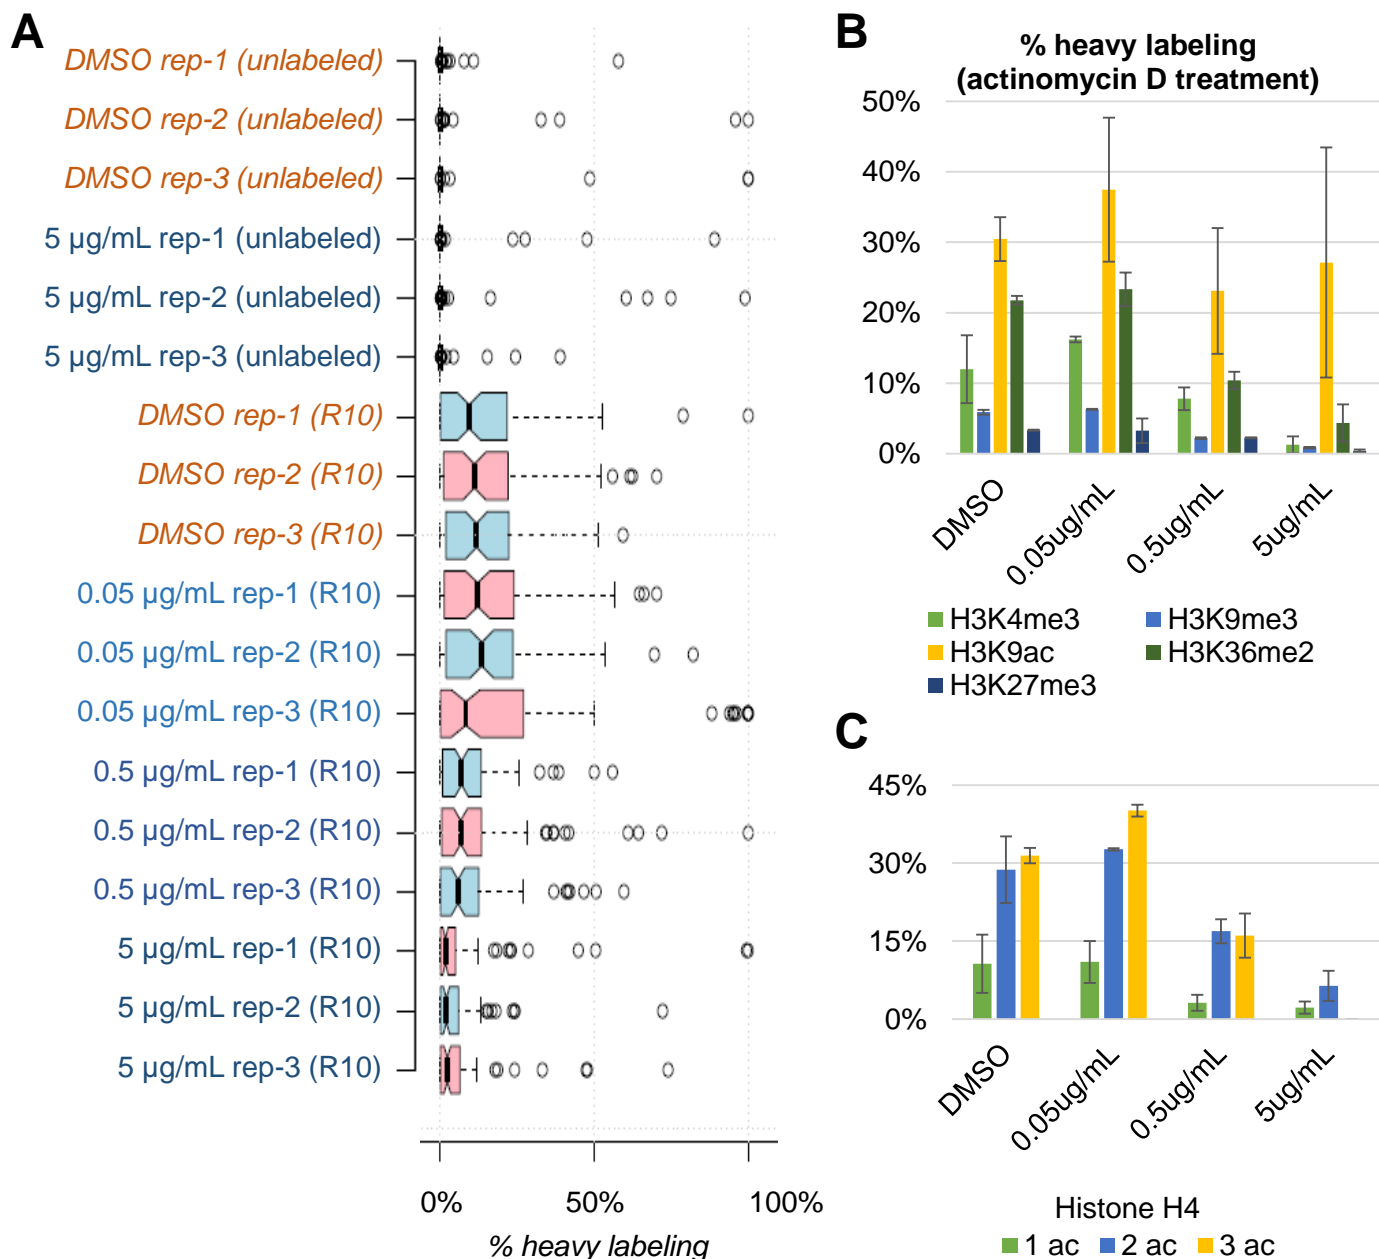 A
DMSO rep-1 (unlabeled)
DMSO rep-2 (unlabeled)
DMSO rep-3 (unlabeled)
5 µg/mL rep-1 (unlabeled)
5 µg/mL rep-2 (unlabeled)
5 µg/mL rep-3 (unlabeled)
DMSO rep-1 (R10)
DMSO rep-2 (R10)
DMSO rep-3 (R10)
0.05 µg/mL rep-1 (R10)
0.05 µg/mL rep-2 (R10)
0.05 µg/mL rep-3 (R10)
0.5 µg/mL rep-1 (R10)
0.5 µg/mL rep-2 (R10)
0.5 µg/mL rep-3 (R10)
5 µg/mL rep-1 (R10)
5 µg/mL rep-2 (R10)
5 µg/mL rep-3 (R10)
0% 50% 100%
% heavy labeling
B
% heavy labeling
(actinomycin D treatment)
50%
40%
30%
20%
10%
0%
DMSO 0.05ug/mL 0.5ug/mL 5ug/mL
H3K4me3 H3K9me3
H3K9ac H3K36me2
H3K27me3
C
45%
30%
15%
0%
DMSO 0.05ug/mL 0.5ug/mL 5ug/mL
Histone H4
1 ac 2 ac 3 ac